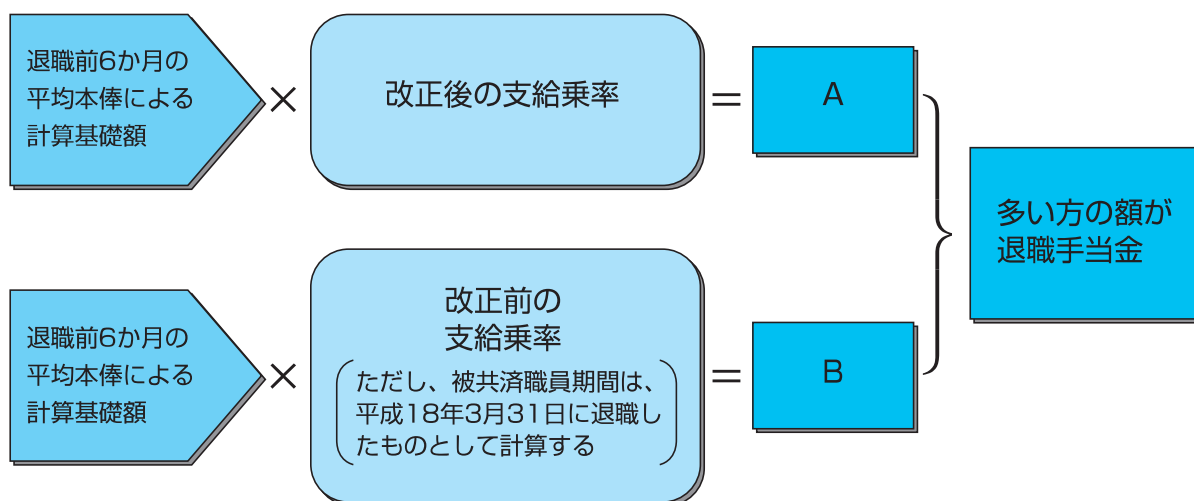 退職前6か月の
平均本俸による
計算基礎額
×
改正後の支給乗率
＝
A
退職前6か月の
平均本俸による
計算基礎額
×
改正前の
支給乗率
（ただし、被共済職員期間は、
平成18年3月31日に退職し
たものとして計算する）
＝
B
多い方の額が
退職手当金